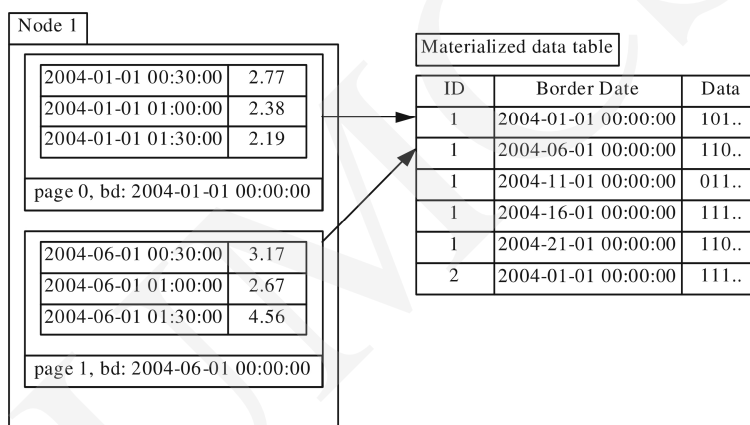 Node 1
2004-01-01 00:30:00 2.77
2004-01-01 01:00:00 2.38
2004-01-01 01:30:00 2.19
page 0, bd: 2004-01-01 00:00:00
2004-06-01 00:30:00 3.17
2004-06-01 01:00:00 2.67
2004-06-01 01:30:00 4.56
page 1, bd: 2004-06-01 00:00:00
Materialized data table
ID Border Date Data
1 2004-01-01 00:00:00 101..
1 2004-06-01 00:00:00 110..
1 2004-11-01 00:00:00 011..
1 2004-16-01 00:00:00 111..
1 2004-21-01 00:00:00 110..
2 2004-01-01 00:00:00 111..